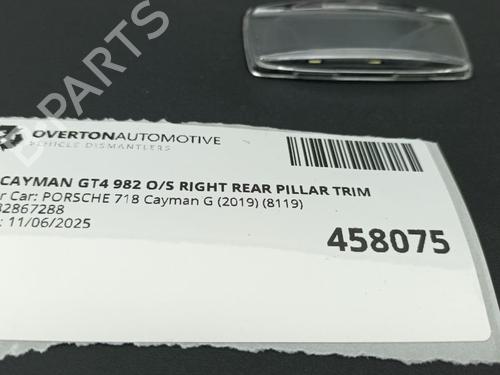 B-PARTS
OVERTONAUTOMOTIVE
VEHICLE DISMANTLERS
CAYMAN GT4 982 O/S RIGHT REAR PILLAR TRIM
r Car: PORSCHE 718 Cayman G (2019) (8119)
82867288
: 11/06/2025
458075